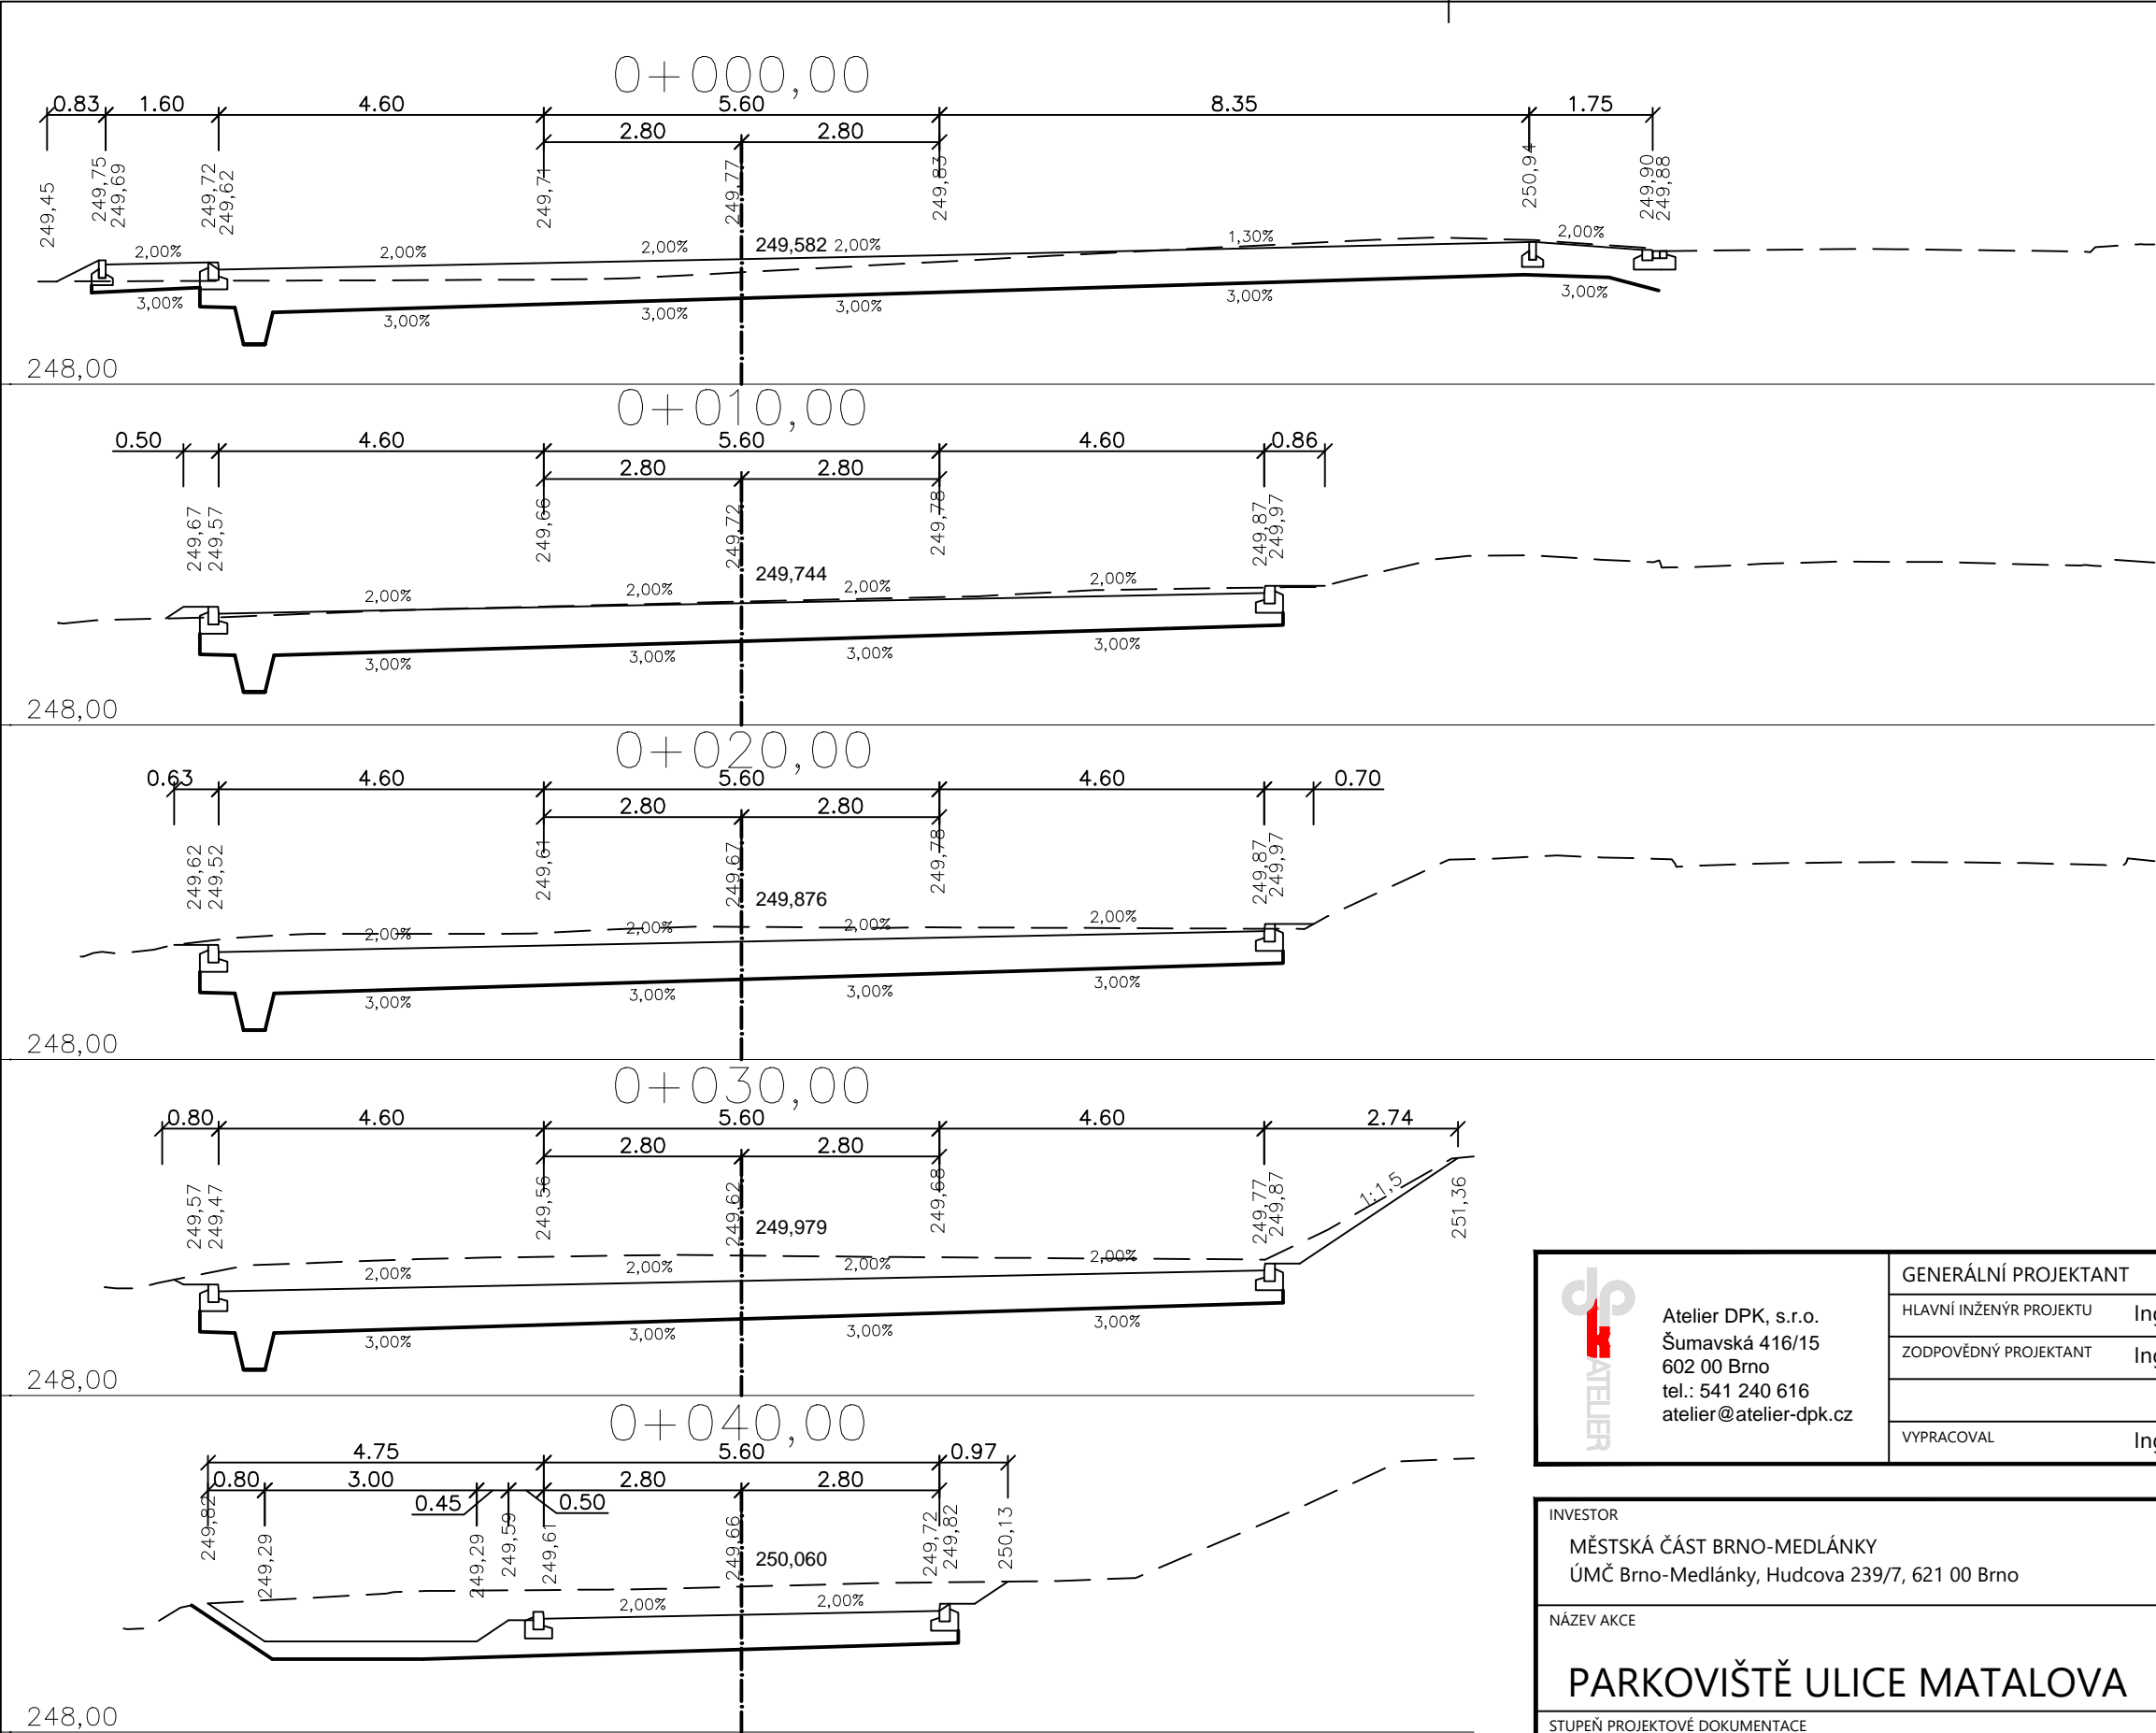 0+000,00
0.83 1.60 4.60 5.60 8.35 1.75
2.80 2.80
249,45 249,75 249,69 249,72 249,62 249,71 249,77 249,83 250,94 249,90 249,88
2,00% 2,00% 2,00% 249,582 2,00% 1,30% 2,00%
3,00% 3,00% 3,00% 3,00% 3,00% 3,00%
248,00
0+010,00
0.50 4.60 5.60 4.60 0.86
2.80 2.80
249,67 249,57 249,66 249,72 249,78 249,87 249,97
249,744
2,00% 2,00% 2,00% 2,00%
3,00% 3,00% 3,00% 3,00%
248,00
0+020,00
0.63 4.60 5.60 4.60 0.70
2.80 2.80
249,62 249,52 249,61 249,67 249,78 249,87 249,97
249,876
2,00% 2,00% 2,00% 2,00%
3,00% 3,00% 3,00% 3,00%
248,00
0+030,00
0.80 4.60 5.60 4.60 2.74
2.80 2.80
249,57 249,47 249,56 249,62 249,68 249,77 249,87 1:1,5 251,36
249,979
2,00% 2,00% 2,00% 2,00%
3,00% 3,00% 3,00% 3,00%
248,00
0+040,00
4.75 5.60 0.97
0.80 3.00 2.80 2.80
0.45 0.50
249,82 249,29 249,29 249,59 249,61 249,66 249,72 249,82 250,13
250,060
2,00% 2,00%
248,00
dpk ATELIER
Atelier DPK, s.r.o.
Šumavská 416/15
602 00 Brno
tel.: 541 240 616
atelier@atelier-dpk.cz
GENERÁLNÍ PROJEKTANT
HLAVNÍ INŽENÝR PROJEKTU Ing
ZODPOVĚDNÝ PROJEKTANT Ing
VYPRACOVAL Ing
INVESTOR
MĚSTSKÁ ČÁST BRNO-MEDLÁNKY
ÚMČ Brno-Medlánky, Hudcova 239/7, 621 00 Brno
NÁZEV AKCE
PARKOVIŠTĚ ULICE MATALOVA
STUPEŇ PROJEKTOVÉ DOKUMENTACE